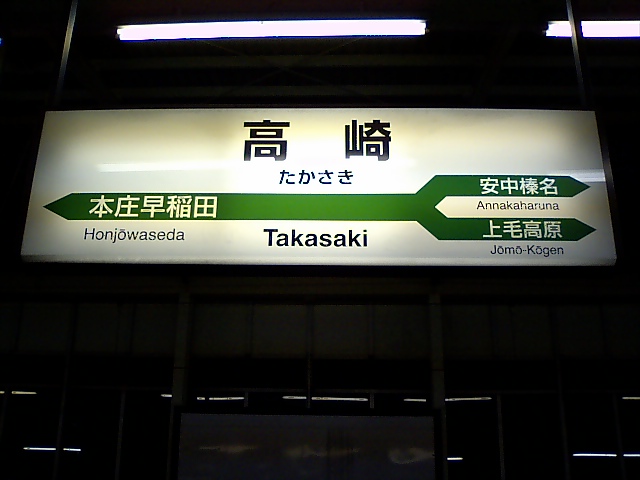 高崎
たかさき
本庄早稲田
Honjōwaseda
Takasaki
安中榛名
Annakaharuna
上毛高原
Jōmō-Kōgen